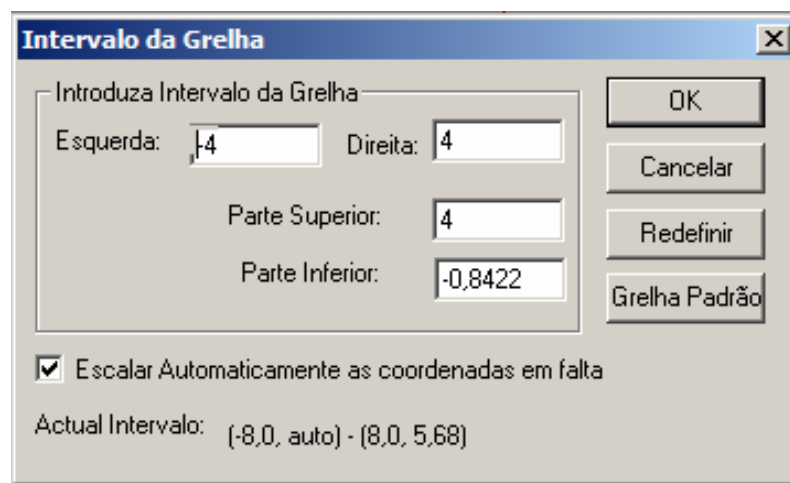 Intervalo da Grelha
Introduza Intervalo da Grelha
Esquerda: -4 Direita: 4
Parte Superior: 4
Parte Inferior: -0,8422
OK
Cancelar
Redefinir
Grelha Padrão
Escalar Automaticamente as coordenadas em falta
Actual Intervalo: (-8,0, auto) - (8,0, 5,68)